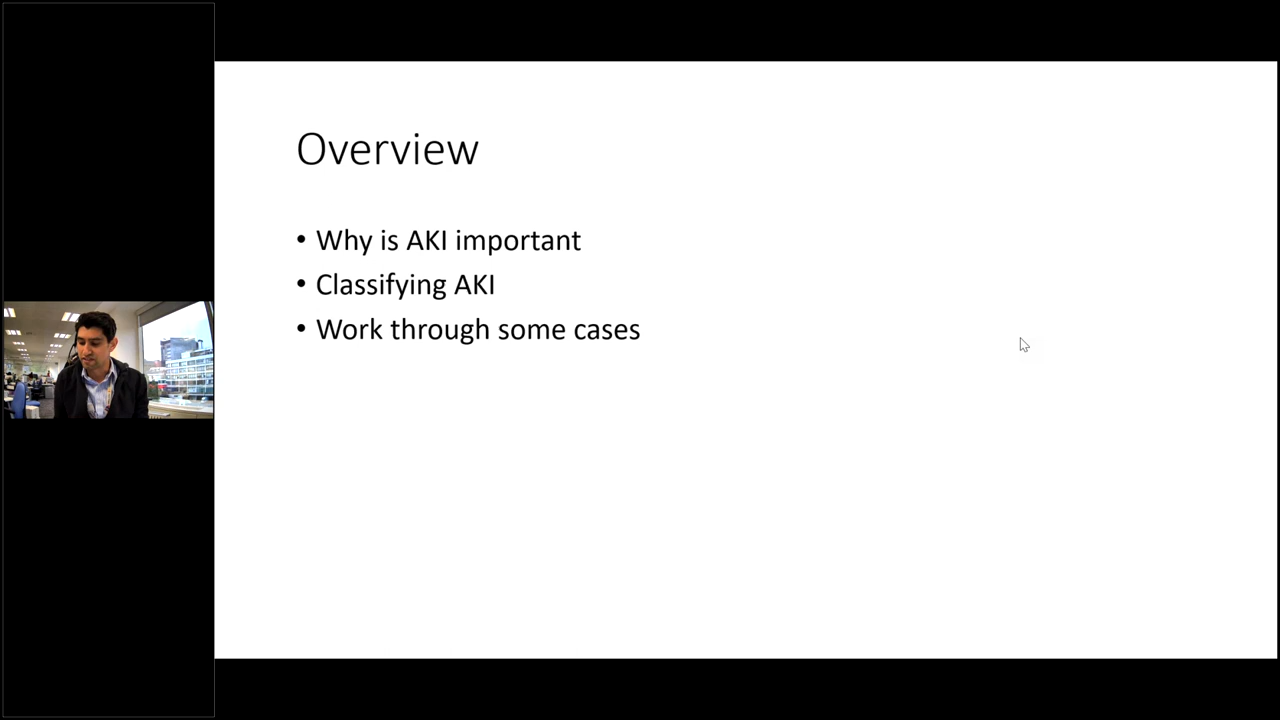 Overview
• Why is AKI important
• Classifying AKI
• Work through some cases